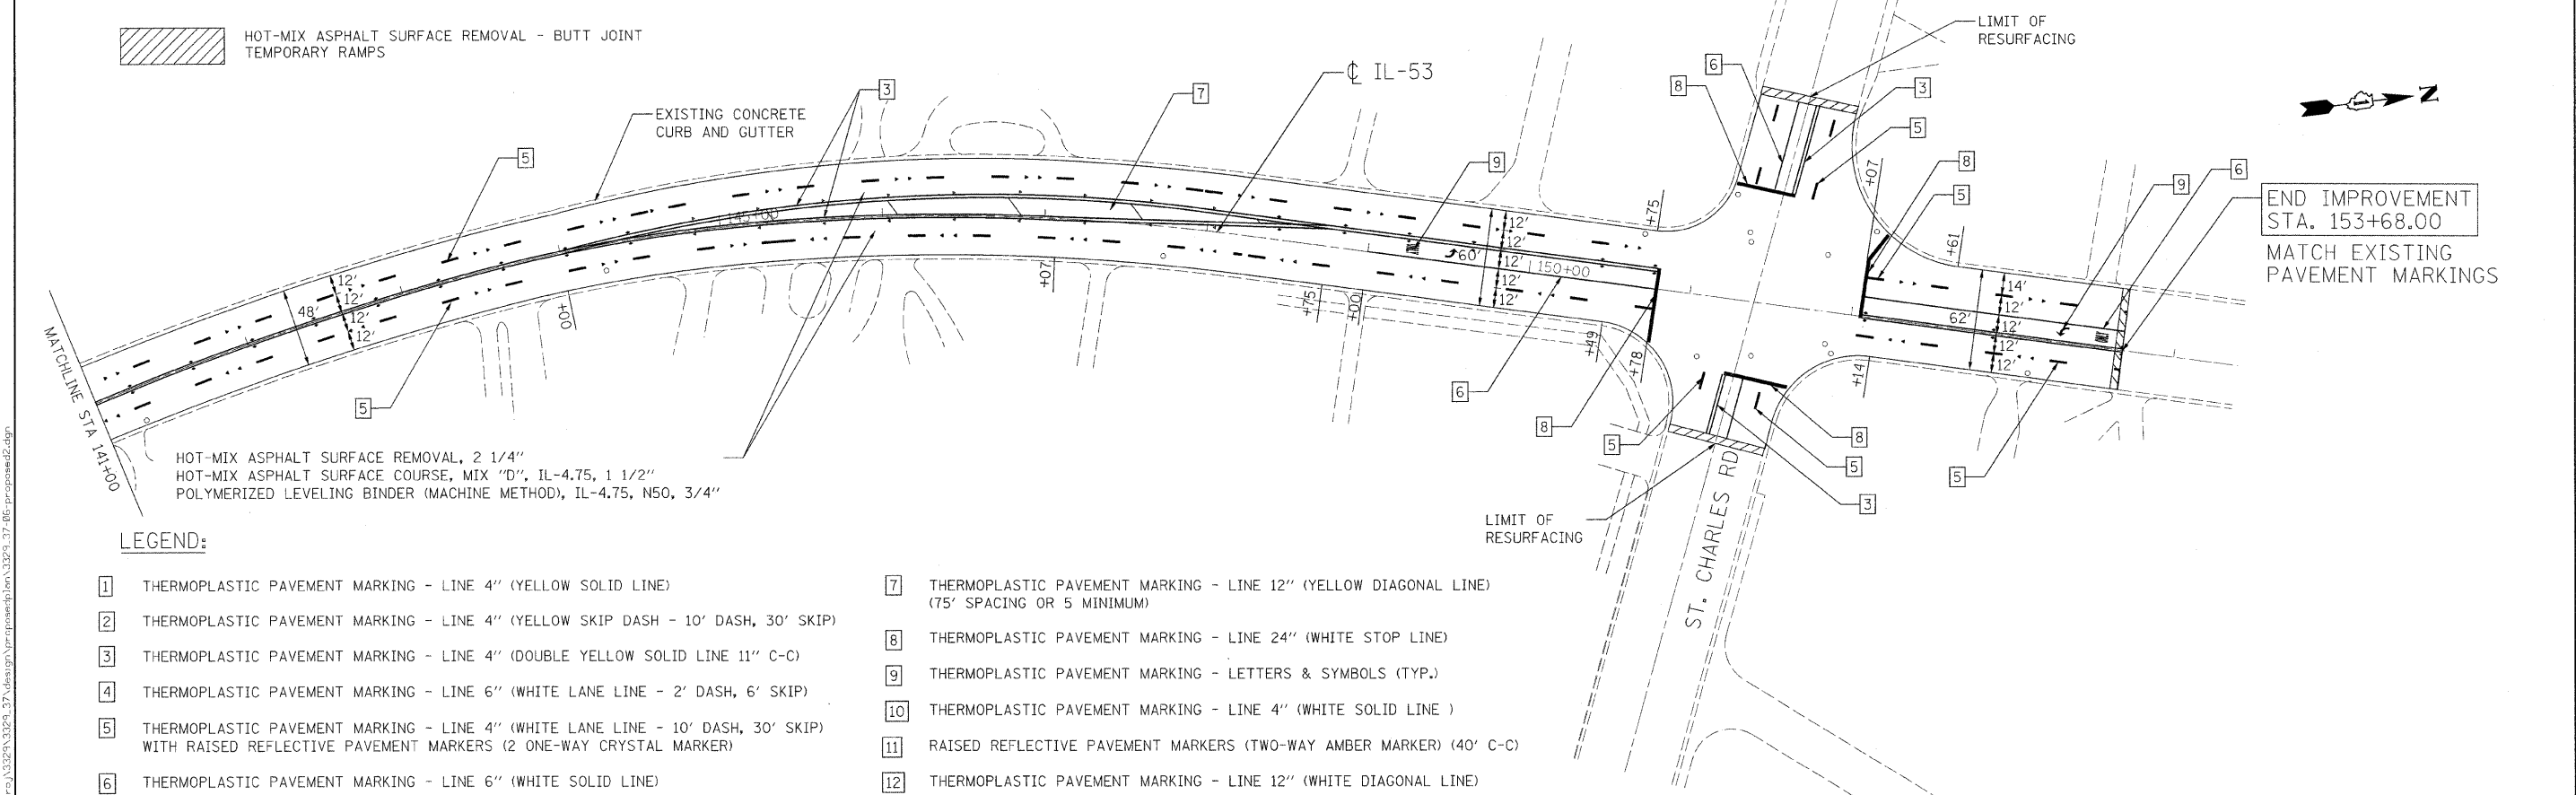 HOT-MIX ASPHALT SURFACE REMOVAL - BUTT JOINT
TEMPORARY RAMPS
EXISTING CONCRETE
CURB AND GUTTER
5
3
7
℄ IL-53
9
6
8
LIMIT OF
RESURFACING
3
5
8
5
9
6
N
END IMPROVEMENT
STA. 153+68.00
MATCH EXISTING
PAVEMENT MARKINGS
MATCHLINE STA 141+00
48'
12'
12'
12'
12'
5
+00
145+00
+07
+75
+00
60'
12'
12'
12'
12'
12'
150+00
+75
+07
+61
+49
+78
+14
62'
14'
12'
12'
12'
12'
6
8
5
8
5
3
5
LIMIT OF
RESURFACING
ST. CHARLES RD
HOT-MIX ASPHALT SURFACE REMOVAL, 2 1/4"
HOT-MIX ASPHALT SURFACE COURSE, MIX "D", IL-4.75, 1 1/2"
POLYMERIZED LEVELING BINDER (MACHINE METHOD), IL-4.75, N50, 3/4"
LEGEND:
1 THERMOPLASTIC PAVEMENT MARKING - LINE 4" (YELLOW SOLID LINE)
2 THERMOPLASTIC PAVEMENT MARKING - LINE 4" (YELLOW SKIP DASH - 10' DASH, 30' SKIP)
3 THERMOPLASTIC PAVEMENT MARKING - LINE 4" (DOUBLE YELLOW SOLID LINE 11" C-C)
4 THERMOPLASTIC PAVEMENT MARKING - LINE 6" (WHITE LANE LINE - 2' DASH, 6' SKIP)
5 THERMOPLASTIC PAVEMENT MARKING - LINE 4" (WHITE LANE LINE - 10' DASH, 30' SKIP)
WITH RAISED REFLECTIVE PAVEMENT MARKERS (2 ONE-WAY CRYSTAL MARKER)
6 THERMOPLASTIC PAVEMENT MARKING - LINE 6" (WHITE SOLID LINE)
7 THERMOPLASTIC PAVEMENT MARKING - LINE 12" (YELLOW DIAGONAL LINE)
(75' SPACING OR 5 MINIMUM)
8 THERMOPLASTIC PAVEMENT MARKING - LINE 24" (WHITE STOP LINE)
9 THERMOPLASTIC PAVEMENT MARKING - LETTERS & SYMBOLS (TYP.)
10 THERMOPLASTIC PAVEMENT MARKING - LINE 4" (WHITE SOLID LINE )
11 RAISED REFLECTIVE PAVEMENT MARKERS (TWO-WAY AMBER MARKER) (40' C-C)
12 THERMOPLASTIC PAVEMENT MARKING - LINE 12" (WHITE DIAGONAL LINE)